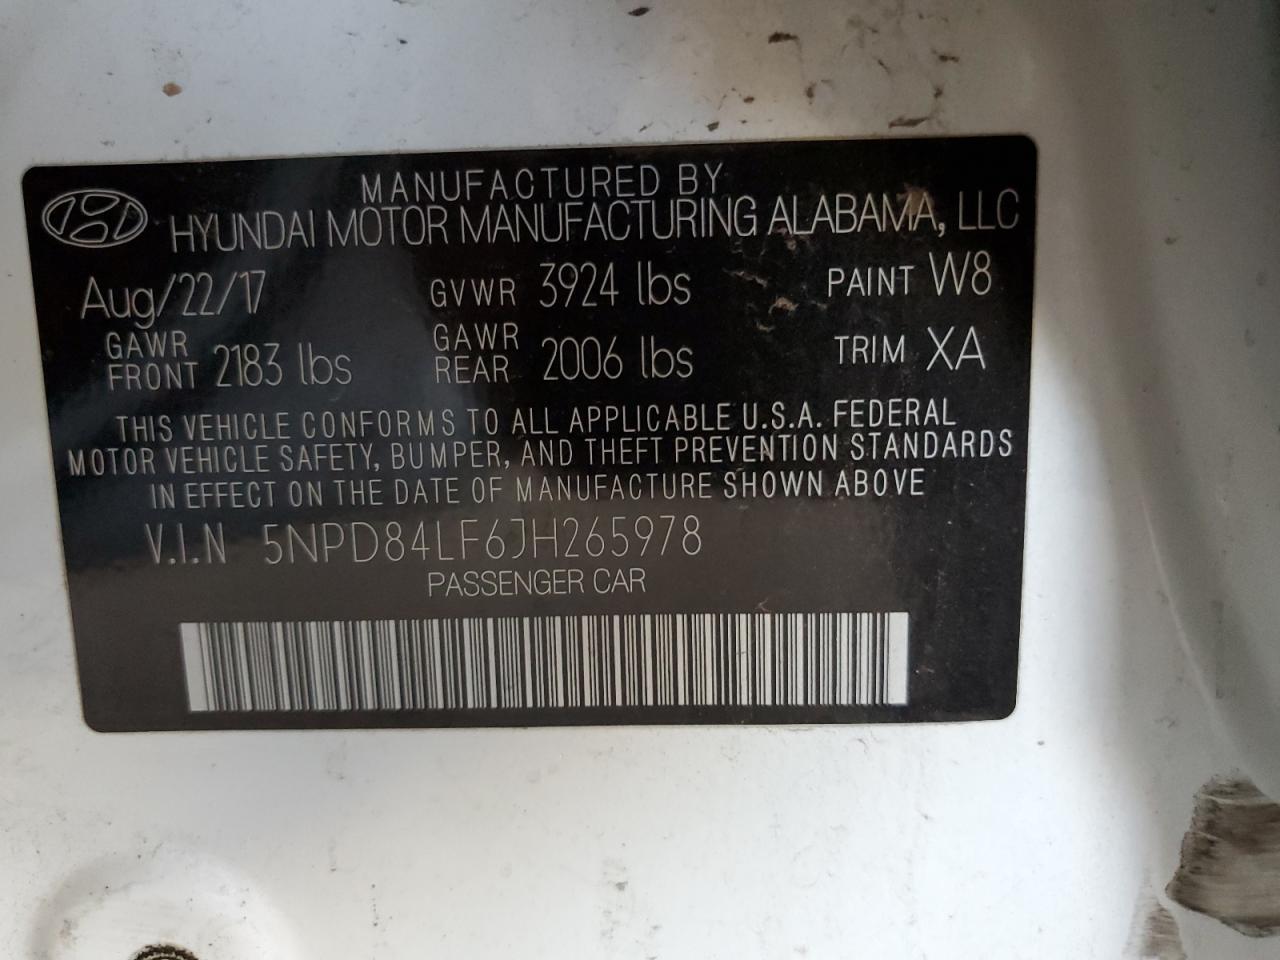 MANUFACTURED BY
HYUNDAI MOTOR MANUFACTURING ALABAMA, LLC
Aug/22/17 GVWR 3924 lbs PAINT W8
GAWR FRONT 2183 lbs GAWR REAR 2006 lbs TRIM XA
THIS VEHICLE CONFORMS TO ALL APPLICABLE U.S.A. FEDERAL
MOTOR VEHICLE SAFETY, BUMPER, AND THEFT PREVENTION STANDARDS
IN EFFECT ON THE DATE OF MANUFACTURE SHOWN ABOVE
V.I.N 5NPD84LF6JH265978
PASSENGER CAR